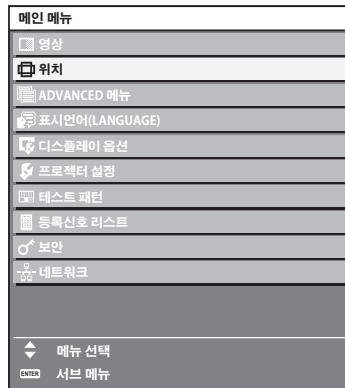 메인 메뉴
영상
위치
ADVANCED 메뉴
표시언어(LANGUAGE)
디스플레이 옵션
프로젝터 설정
테스트 패턴
등록신호 리스트
보안
네트워크
메뉴 선택
ENTER 서브 메뉴